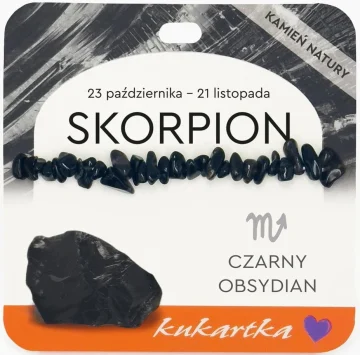 KAMIEŃ NATURY
23 października – 21 listopada
SKORPION
CZARNY
OBSYDIAN
kukartka